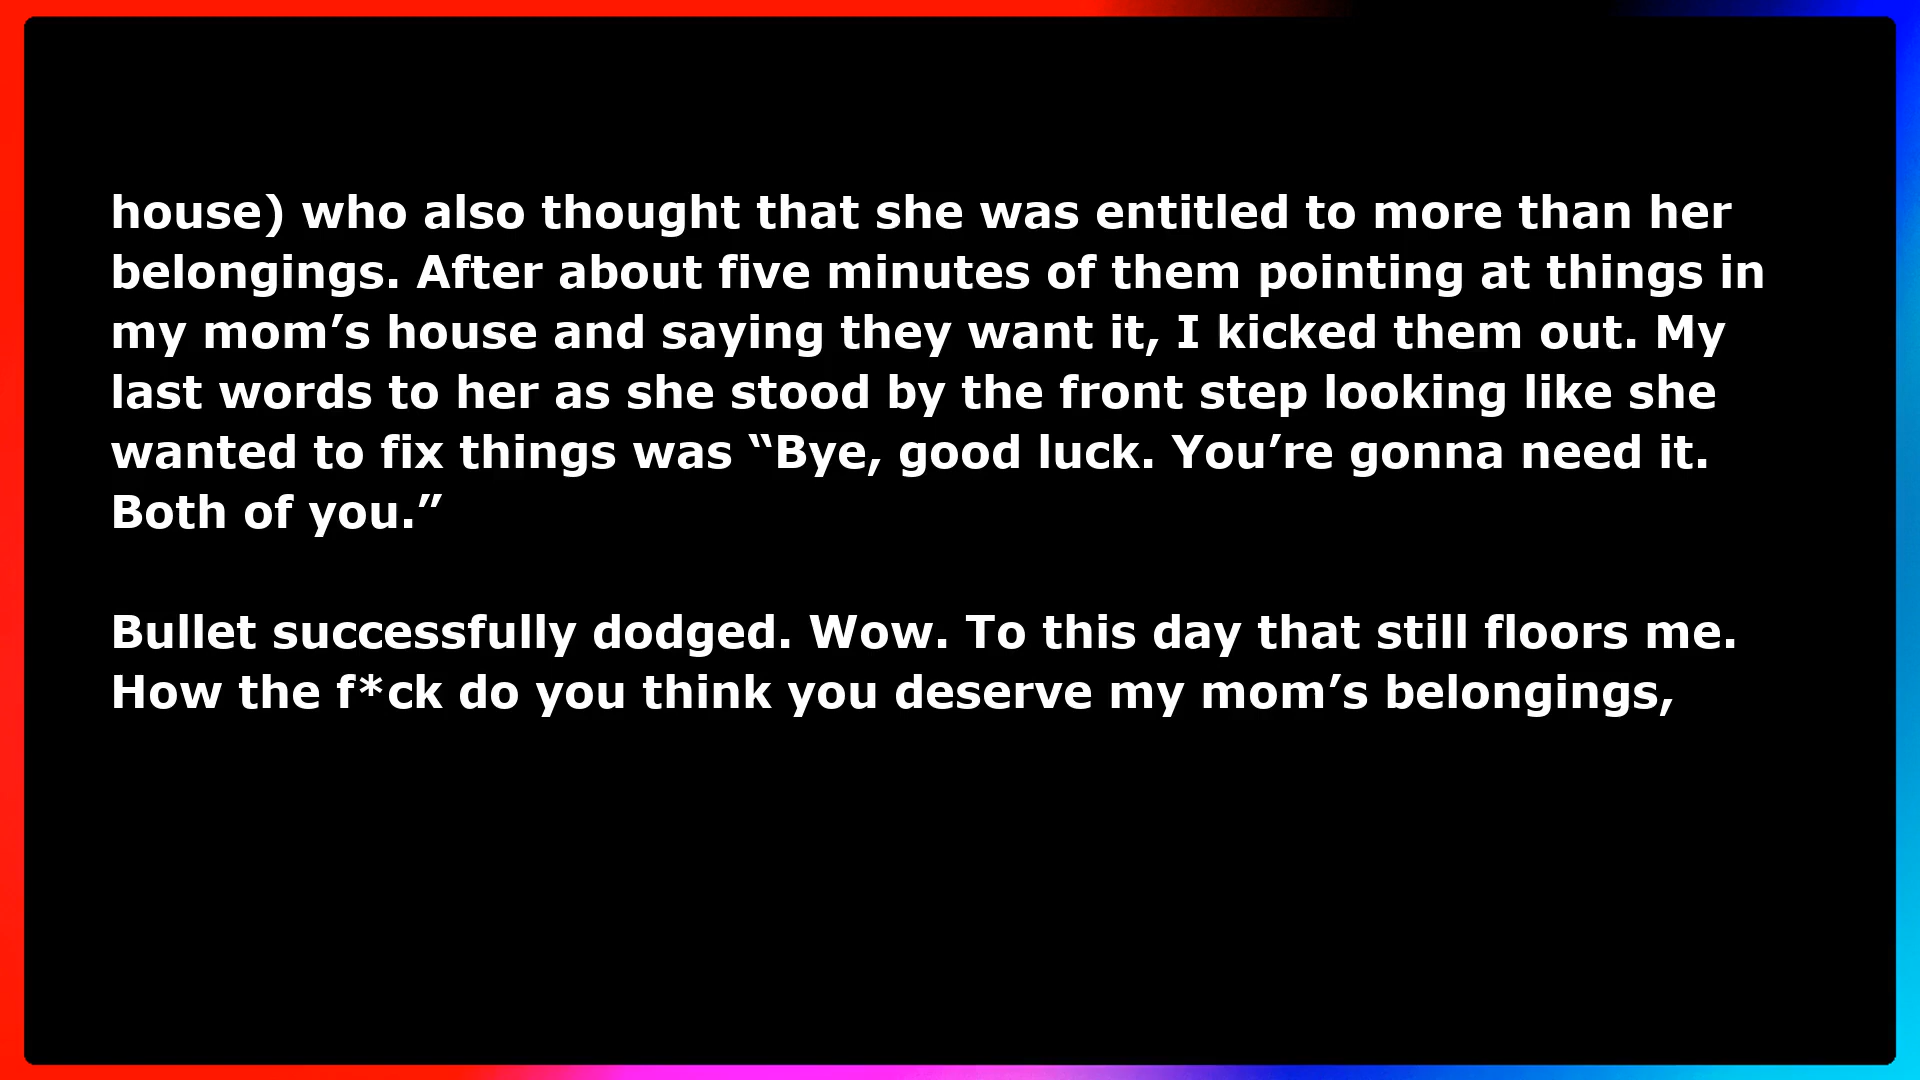 house) who also thought that she was entitled to more than her
belongings. After about five minutes of them pointing at things in
my mom’s house and saying they want it, I kicked them out. My
last words to her as she stood by the front step looking like she
wanted to fix things was “Bye, good luck. You’re gonna need it.
Both of you.”
Bullet successfully dodged. Wow. To this day that still floors me.
How the f*ck do you think you deserve my mom’s belongings,